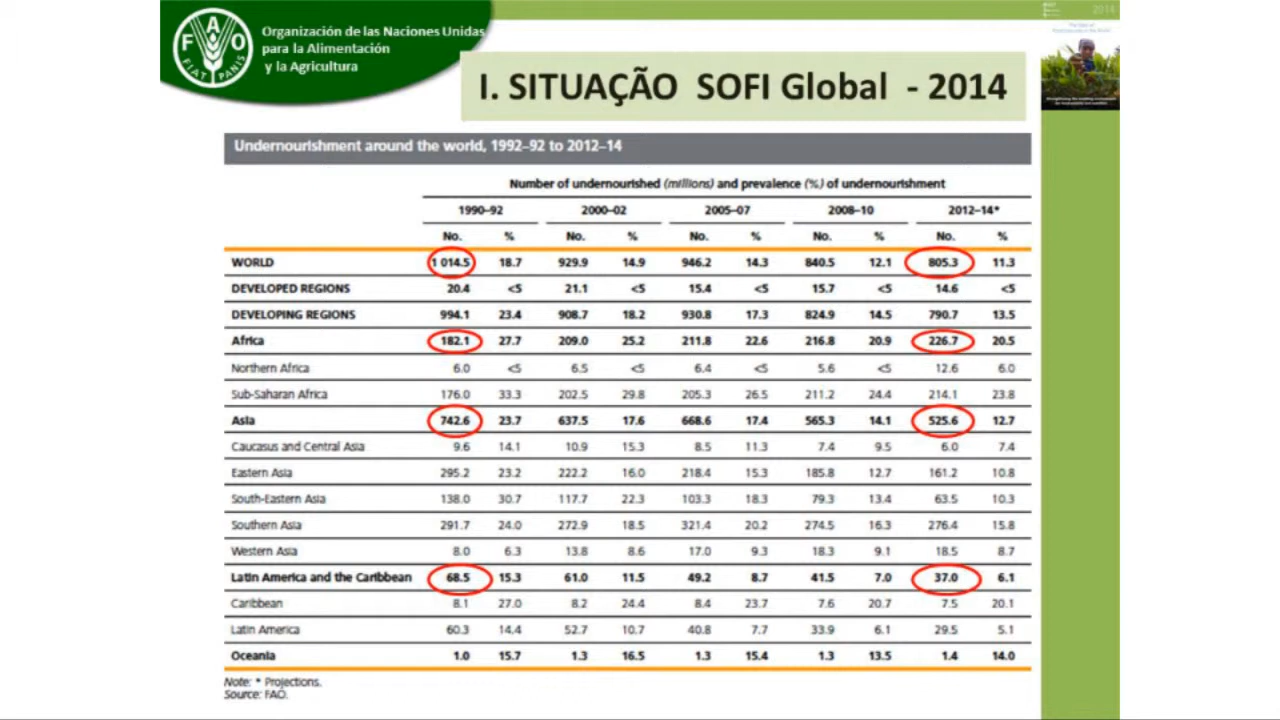 FAO
FIAT PANIS
Organización de las Naciones Unidas
para la Alimentación
y la Agricultura
2014
I. SITUAÇÃO SOFI Global - 2014
Undernourishment around the world, 1992–92 to 2012–14
Number of undernourished (millions) and prevalence (%) of undernourishment
1990–92 2000–02 2005–07 2008–10 2012–14*
No. % No. % No. % No. % No. %
WORLD 1 014.5 18.7 929.9 14.9 946.2 14.3 840.5 12.1 805.3 11.3
DEVELOPED REGIONS 20.4 <5 21.1 <5 15.4 <5 15.7 <5 14.6 <5
DEVELOPING REGIONS 994.1 23.4 908.7 18.2 930.8 17.3 824.9 14.5 790.7 13.5
Africa 182.1 27.7 209.0 25.2 211.8 22.6 216.8 20.9 226.7 20.5
Northern Africa 6.0 <5 6.5 <5 6.4 <5 5.6 <5 12.6 6.0
Sub-Saharan Africa 176.0 33.3 202.5 29.8 205.3 26.5 211.2 24.4 214.1 23.8
Asia 742.6 23.7 637.5 17.6 668.6 17.4 565.3 14.1 525.6 12.7
Caucasus and Central Asia 9.6 14.1 10.9 15.3 8.5 11.3 7.4 9.5 6.0 7.4
Eastern Asia 295.2 23.2 222.2 16.0 218.4 15.3 185.8 12.7 161.2 10.8
South-Eastern Asia 138.0 30.7 117.7 22.3 103.3 18.3 79.3 13.4 63.5 10.3
Southern Asia 291.7 24.0 272.9 18.5 321.4 20.2 274.5 16.3 276.4 15.8
Western Asia 8.0 6.3 13.8 8.6 17.0 9.3 18.3 9.1 18.5 8.7
Latin America and the Caribbean 68.5 15.3 61.0 11.5 49.2 8.7 41.5 7.0 37.0 6.1
Caribbean 8.1 27.0 8.2 24.4 8.4 23.7 7.6 20.7 7.5 20.1
Latin America 60.3 14.4 52.7 10.7 40.8 7.7 33.9 6.1 29.5 5.1
Oceania 1.0 15.7 1.3 16.5 1.3 15.4 1.3 13.5 1.4 14.0
Note: * Projections.
Source: FAO.